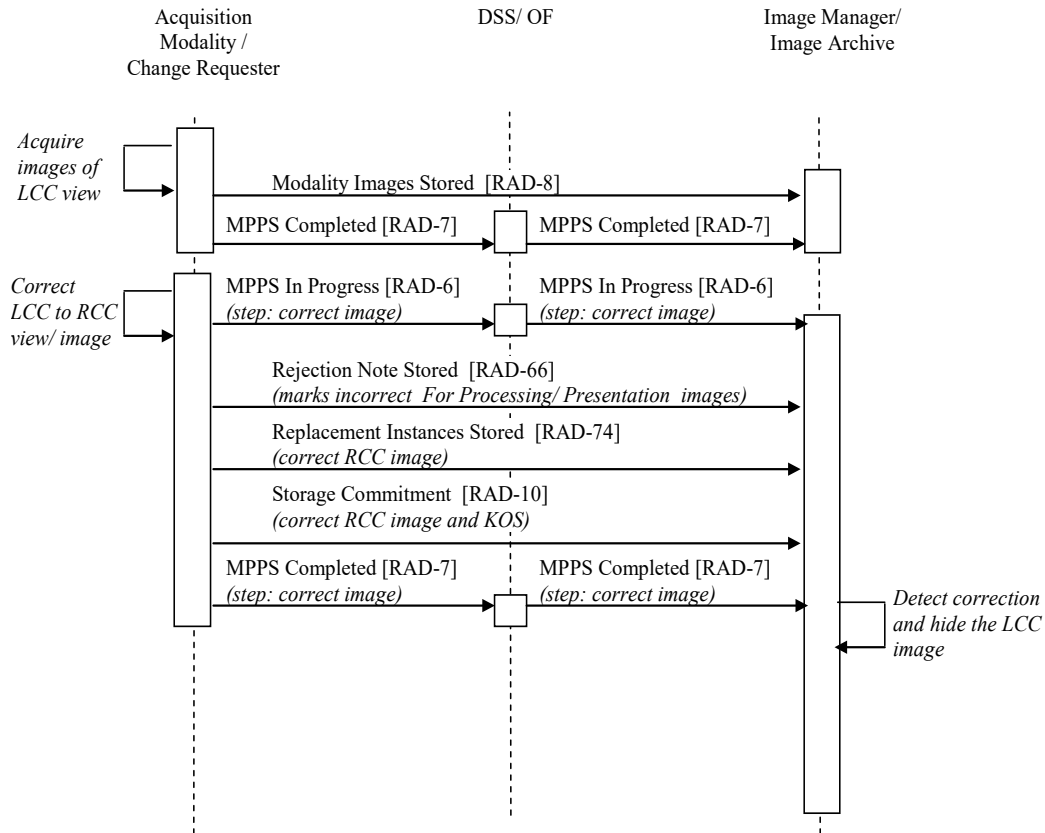 Acquisition
Modality /
Change Requester
DSS/ OF
Image Manager/
Image Archive
Acquire
images of
LCC view
Modality Images Stored  [RAD-8]
MPPS Completed [RAD-7]
MPPS Completed [RAD-7]
Correct
LCC to RCC
view/ image
MPPS In Progress [RAD-6]
(step: correct image)
MPPS In Progress [RAD-6]
(step: correct image)
Rejection Note Stored  [RAD-66]
(marks incorrect  For Processing/ Presentation  images)
Replacement Instances Stored  [RAD-74]
(correct RCC image)
Storage Commitment  [RAD-10]
(correct RCC image and KOS)
MPPS Completed [RAD-7]
(step: correct image)
MPPS Completed [RAD-7]
(step: correct image)
Detect correction
and hide the LCC
image